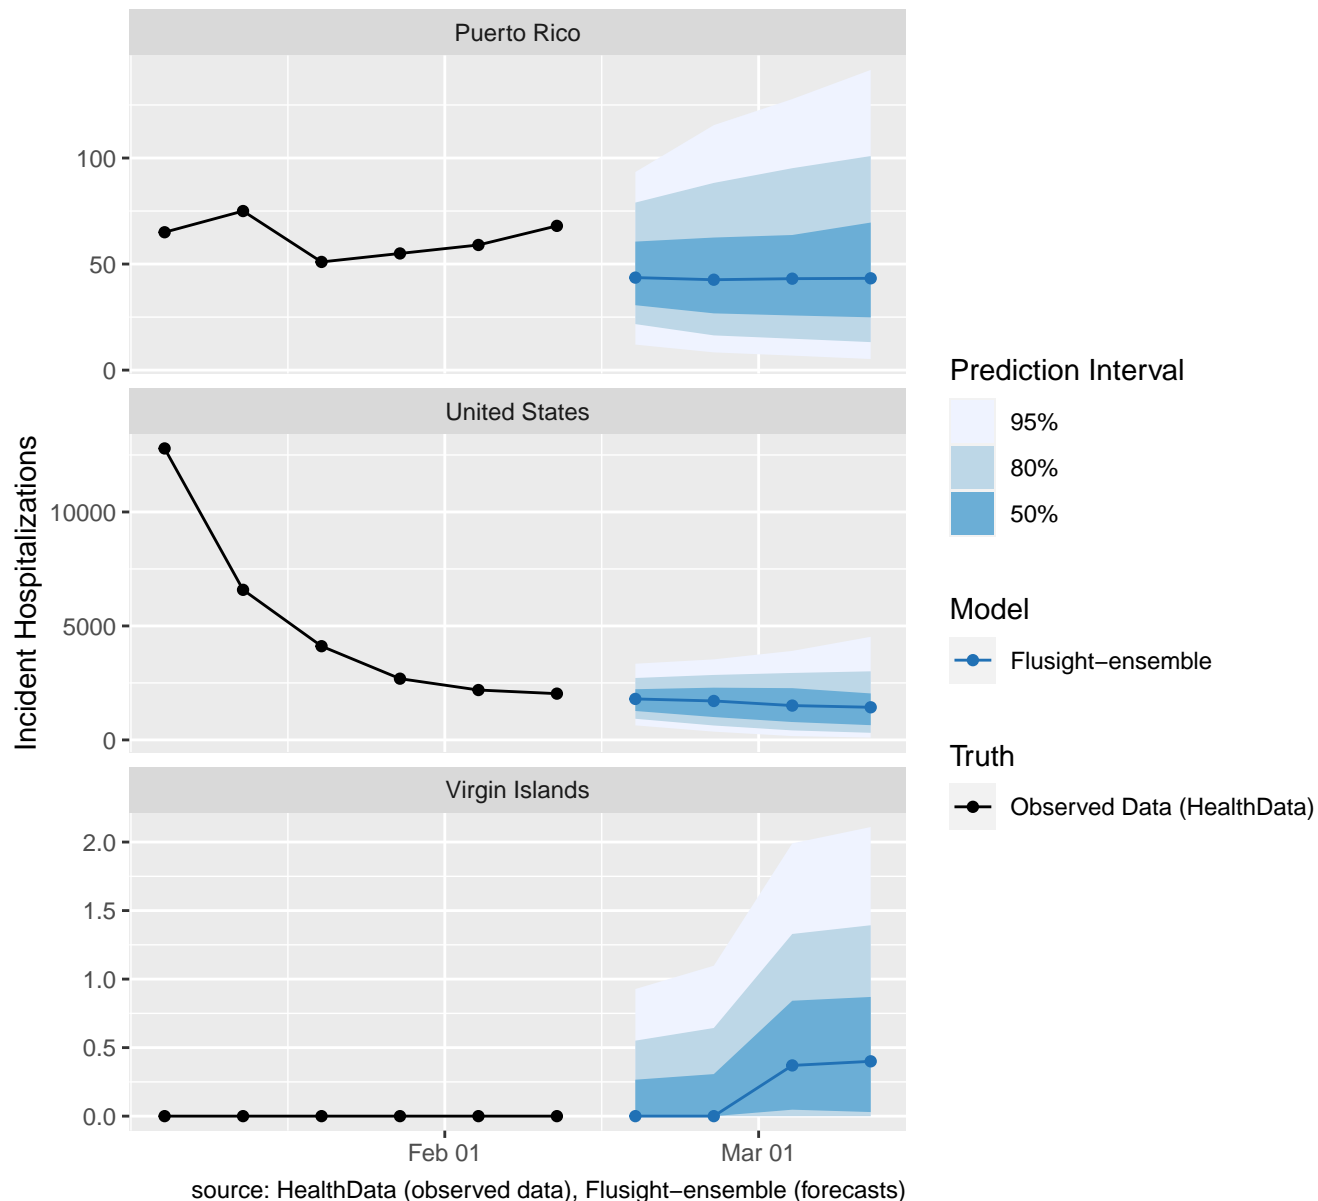 Puerto Rico
100
50
0
United States
10000
5000
0
Virgin Islands
2.0
1.5
1.0
0.5
0.0
Feb 01
Mar 01
source: HealthData (observed data), Flusight−ensemble (forecasts)
Incident Hospitalizations
Prediction Interval
95%
80%
50%
Model
Flusight−ensemble
Truth
Observed Data (HealthData)